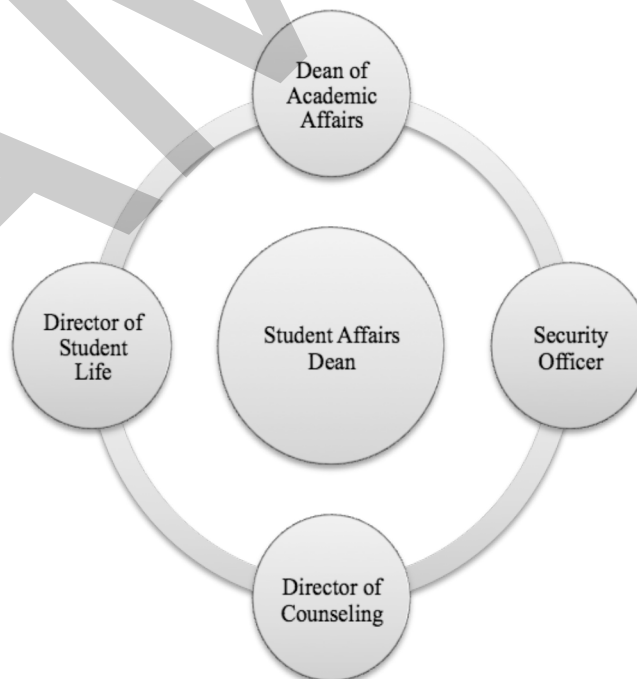 Dean of
Academic
Affairs
Director of
Student
Life
Student Affairs
Dean
Security
Officer
Director of
Counseling